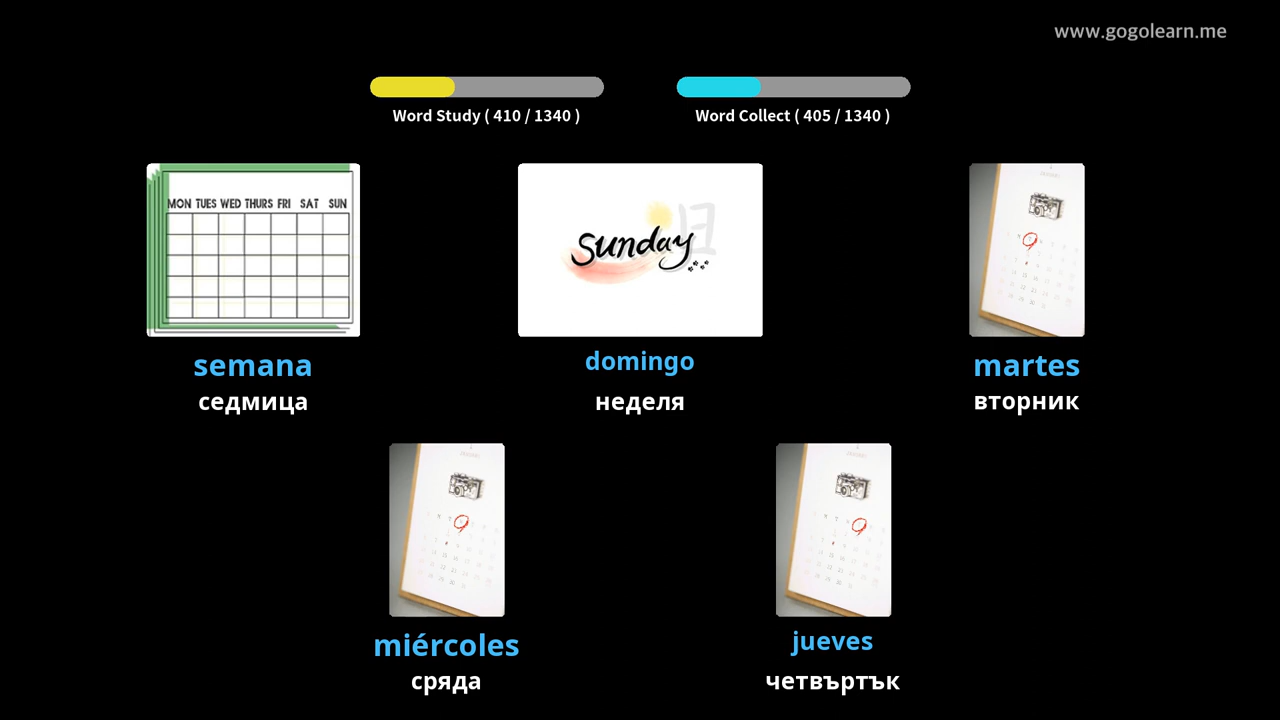 www.gogolearn.me
Word Study ( 410 / 1340 )
Word Collect ( 405 / 1340 )
MON TUES WED THURS FRI SAT SUN
Sunday
semana
domingo
martes
седмица
неделя
вторник
miércoles
jueves
сряда
четвъртък